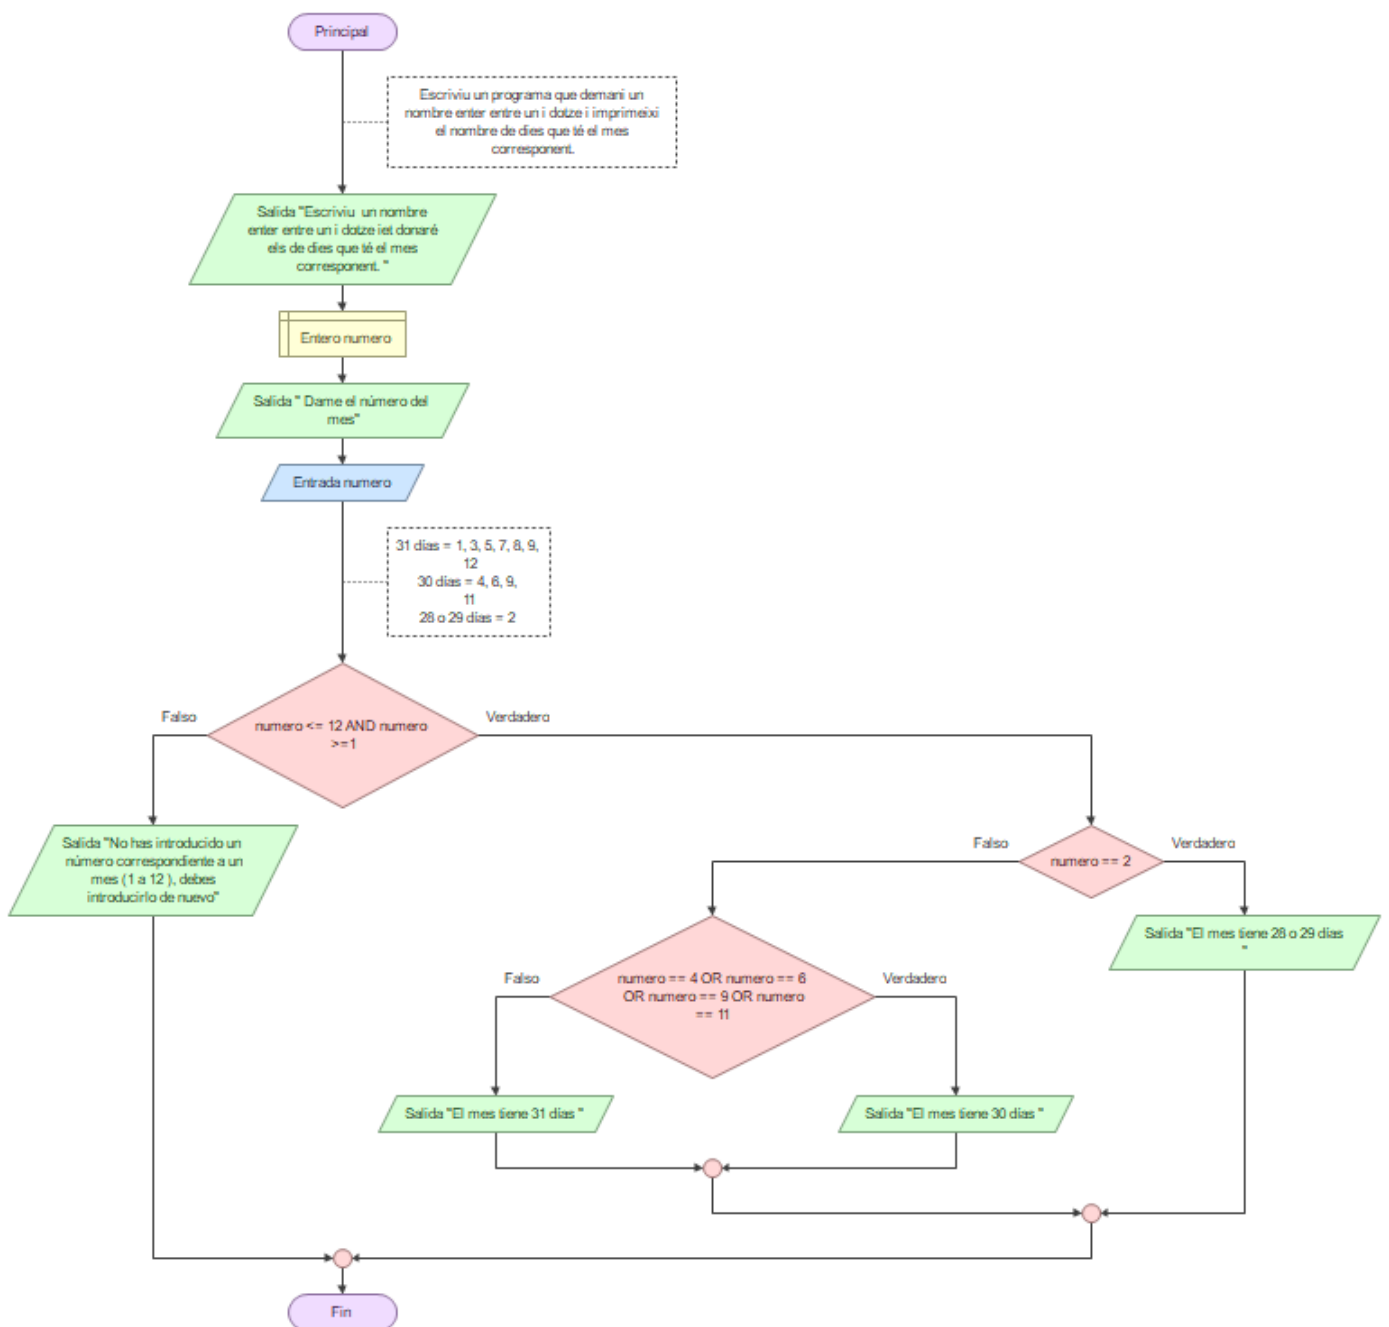 Principal
Escriviu un programa que demani un
nombre enter entre un i dotze i imprimeixi
el nombre de dies que té el mes
corresponent.
Salida "Escriviu  un nombre
enter entre un i dotze iet donaré
els de dies que té el mes
corresponent. "
Entero numero
Salida " Dame el número del
mes"
Entrada numero
31 días = 1, 3, 5, 7, 8, 9,
12
30 días = 4, 6, 9,
11
28 o 29 días = 2
Falso
numero <= 12 AND numero
>=1
Verdadero
Salida "No has introducido un
número correspondiente a un
mes (1 a 12 ), debes
introducirlo de nuevo"
Falso
numero == 2
Verdadero
Salida "El mes tiene 28 o 29 días
"
Falso
numero == 4 OR numero == 6
OR numero == 9 OR numero
== 11
Verdadero
Salida "El mes tiene 31 días "
Salida "El mes tiene 30 días "
Fin